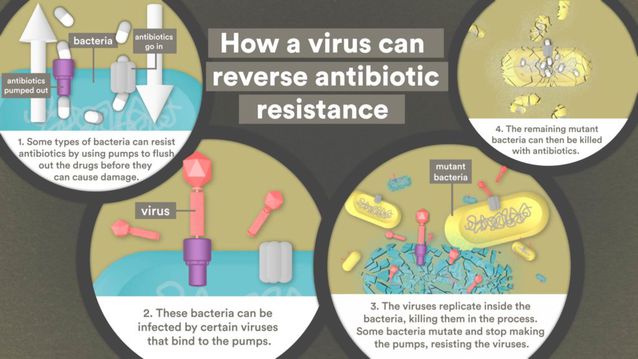 How a virus can
reverse antibiotic
resistance
bacteria
antibiotics
go in
antibiotics
pumped out
1. Some types of bacteria can resist
antibiotics by using pumps to flush
out the drugs before they
can cause damage.
virus
2. These bacteria can be
infected by certain viruses
that bind to the pumps.
mutant
bacteria
3. The viruses replicate inside the
bacteria, killing them in the process.
Some bacteria mutate and stop making
the pumps, resisting the viruses.
4. The remaining mutant
bacteria can then be killed
with antibiotics.